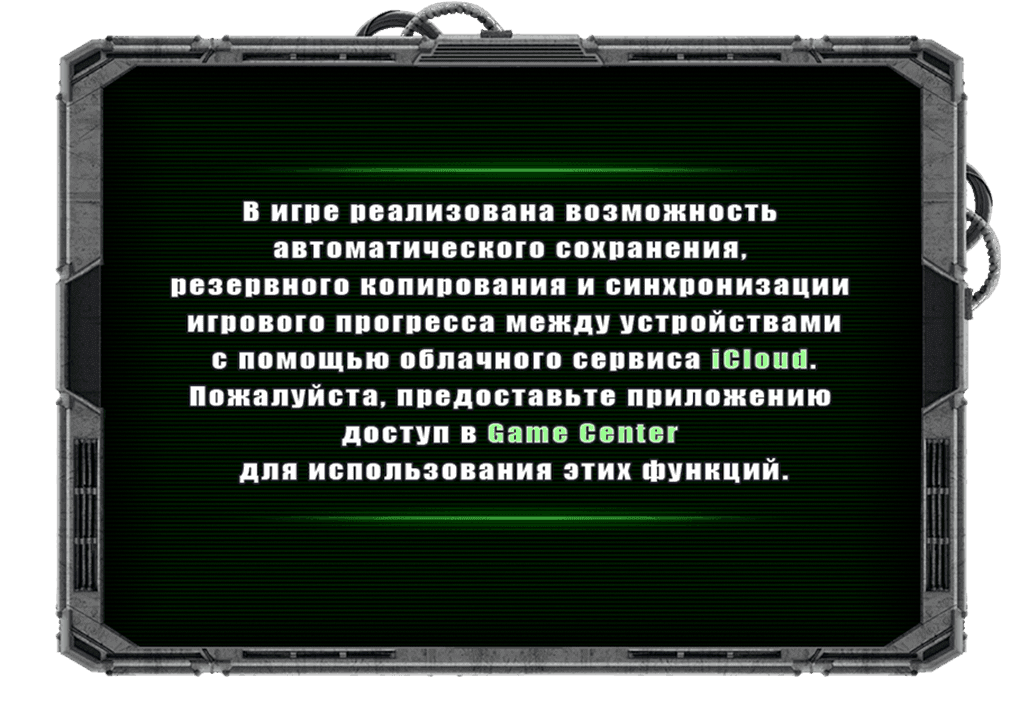 В игре реализована возможность
автоматического сохранения,
резервного копирования и синхронизации
игрового прогресса между устройствами
с помощью облачного сервиса iCloud.
Пожалуйста, предоставьте приложению
доступ в Game Center
для использования этих функций.